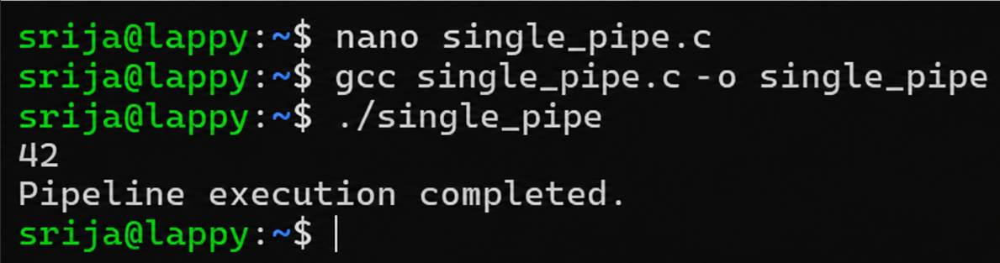 srija@lappy:~$ nano single_pipe.c
srija@lappy:~$ gcc single_pipe.c -o single_pipe
srija@lappy:~$ ./single_pipe
42
Pipeline execution completed.
srija@lappy:~$